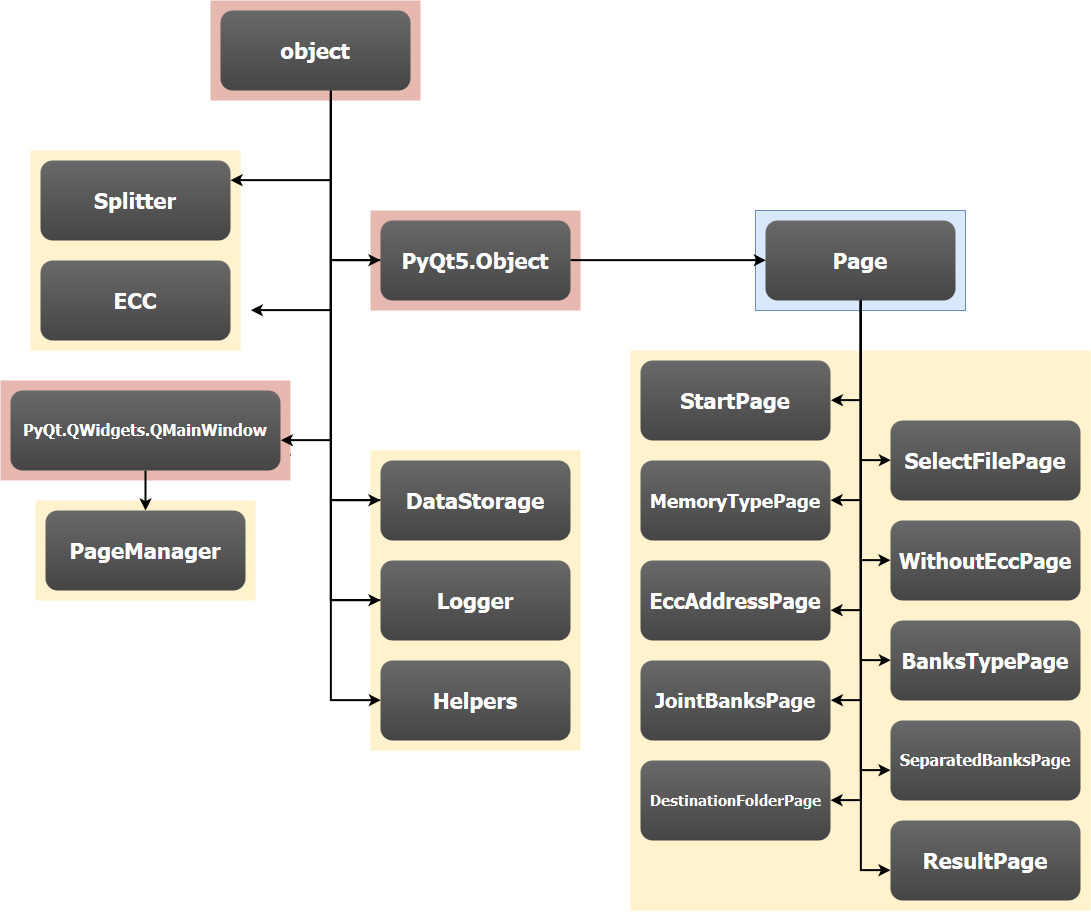 object
Splitter
PyQt5.Object
Page
ECC
StartPage
PyQt.QWidgets.QMainWindow
SelectFilePage
DataStorage
MemoryTypePage
PageManager
WithoutEccPage
Logger
EccAddressPage
BanksTypePage
Helpers
JointBanksPage
SeparatedBanksPage
DestinationFolderPage
ResultPage